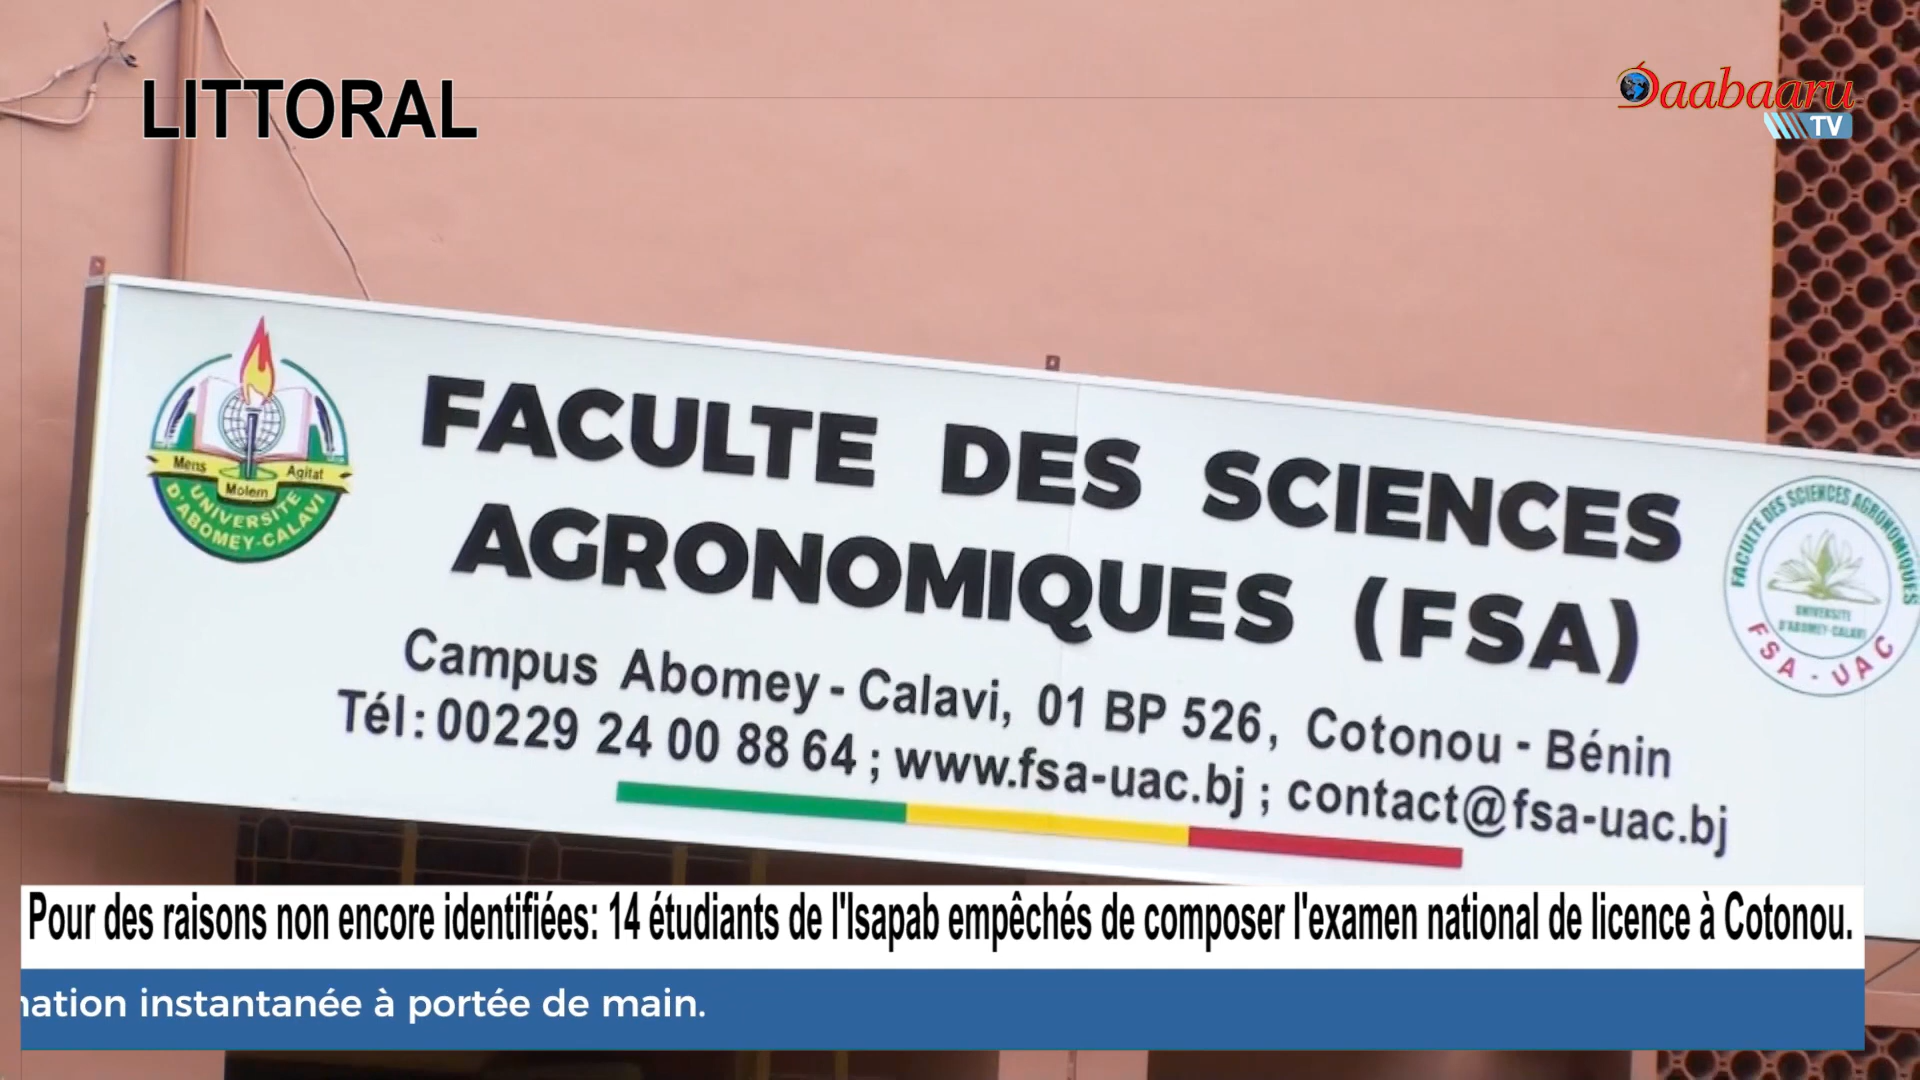 LITTORAL
Daabaaru
TV
FACULTE DES SCIENCES
AGRONOMIQUES (FSA)
Campus Abomey - Calavi, 01 BP 526, Cotonou - Bénin
Tél : 00229 24 00 88 64 ; www.fsa-uac.bj ; contact@fsa-uac.bj
Mens
Molem
Agitat
UNIVERSITE
D'ABOMEY-CALAVI
FACULTE DES SCIENCES AGRONOMIQUES
UNIVERSITE
D'ABOMEY-CALAVI
FSA - UAC
Pour des raisons non encore identifiées: 14 étudiants de l'Isapab empêchés de composer l'examen national de licence à Cotonou.
nation instantanée à portée de main.